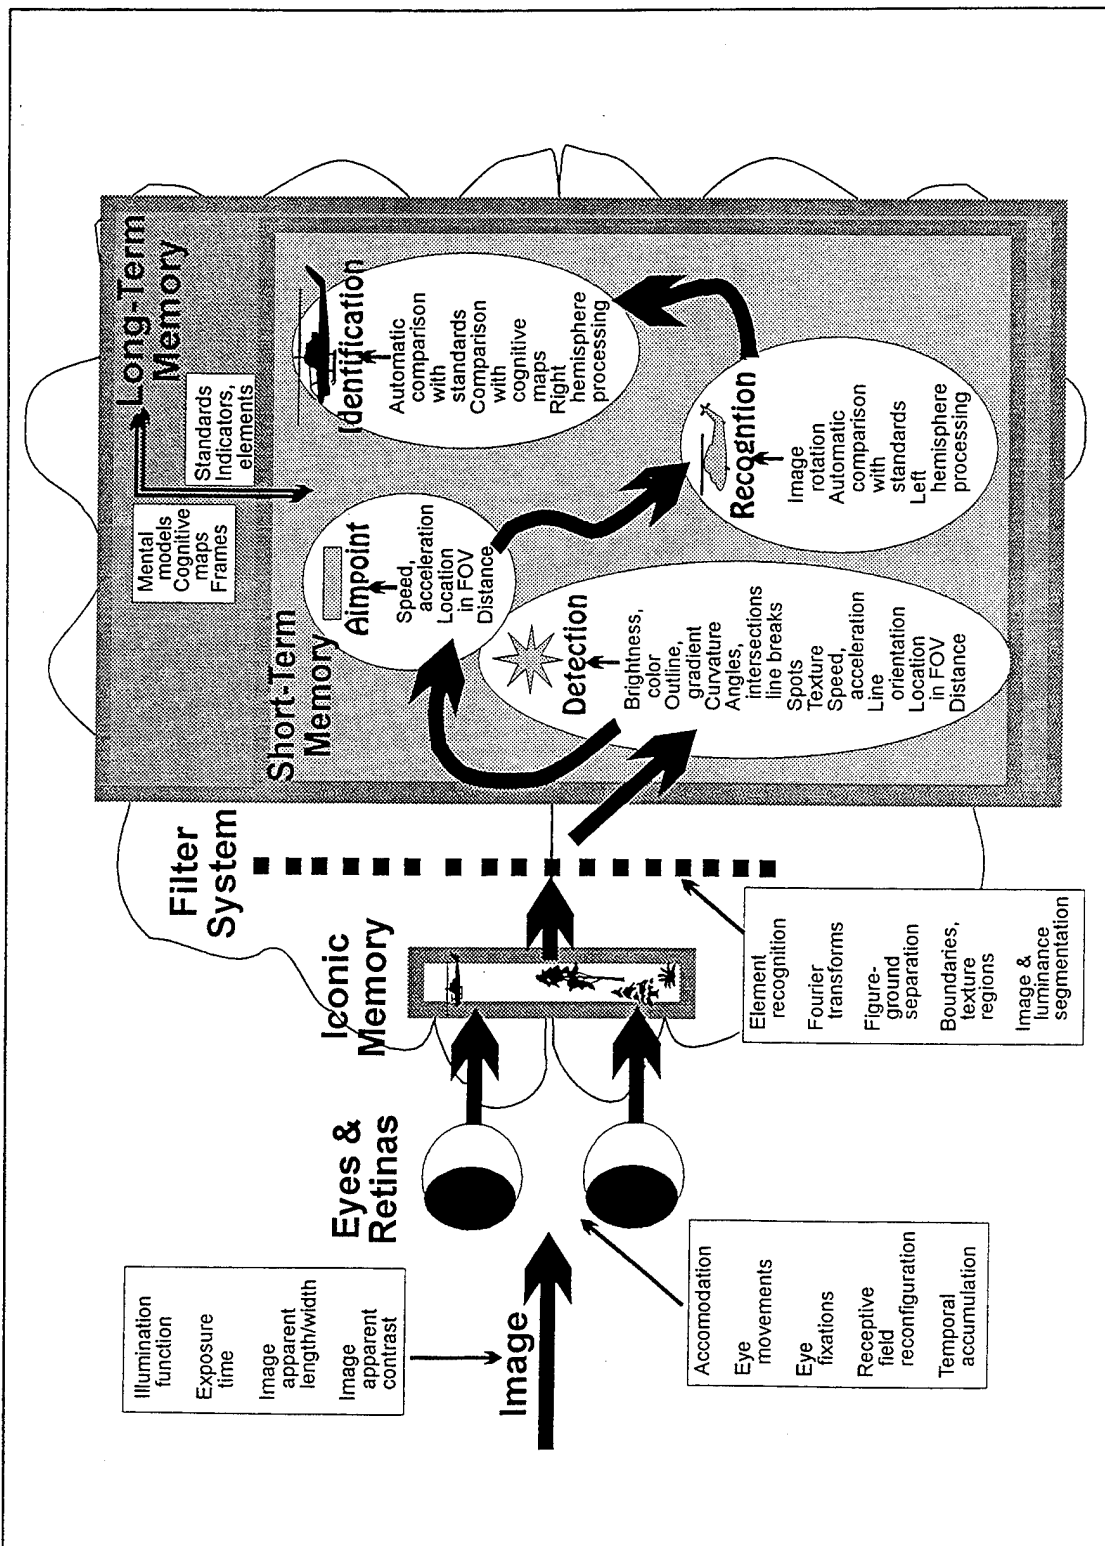 Image
Illumination
function
Exposure
time
Image
apparent
length/width
Image
apparent
contrast
Eyes &
Retinas
Accomodation
Eye
movements
Eye
fixations
Receptive
field
reconfiguration
Temporal
accumulation
Iconic
Memory
Filter
System
Element
recognition
Fourier
transforms
Figure-
ground
separation
Boundaries,
texture
regions
Image &
luminance
segmentation
Short-Term
Memory
Detection
Brightness,
color
Outline,
gradient
Curvature
Angles,
intersections
line breaks
Spots
Texture
Speed,
acceleration
Line
orientation
Location
in FOV
Distance
Aimpoint
Speed,
acceleration
Location
in FOV
Distance
Recogntion
Image
rotation
Automatic
comparison
with
standards
Left
hemisphere
processing
Identification
Automatic
comparison
with
standards
Comparison
with
cognitive
maps
Right
hemisphere
processing
Long-Term
Memory
Mental
models
Cognitive
maps
Frames
Standards
Indicators,
elements